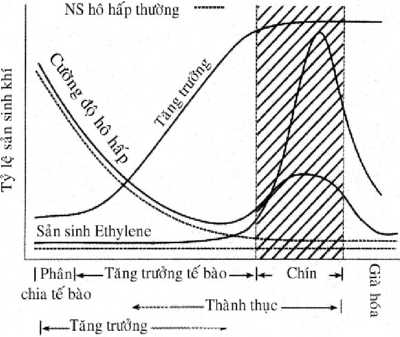 NS hô hấp thường
Tỷ lệ sản sinh khí
Cường độ hô hấp
Tăng trưởng
Sản sinh Ethylene
Phân
chia tế bào
Tăng trưởng tế bào
Chín
Già hóa
Thành thục
Tăng trưởng